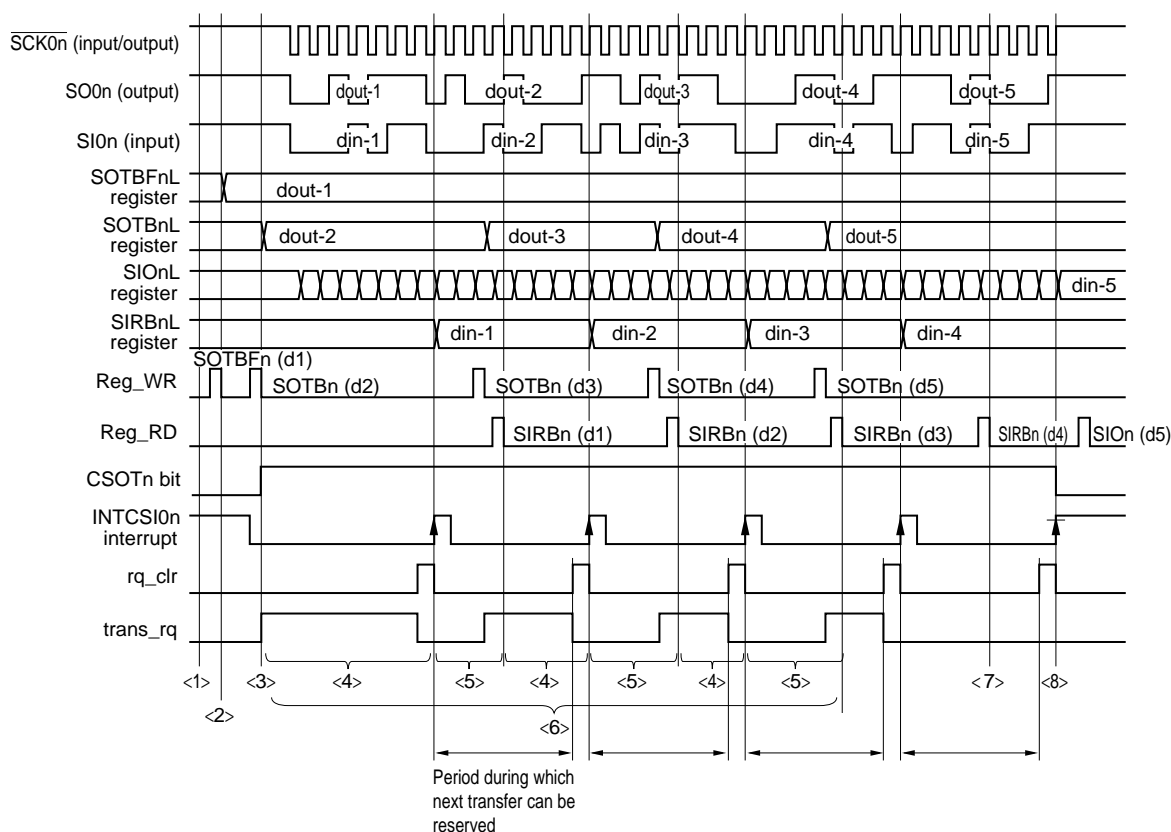 SCK0n (input/output)
SO0n (output) dout-1 dout-2 dout-3 dout-4 dout-5
SI0n (input) din-1 din-2 din-3 din-4 din-5
SOTBFnL
register
dout-1
SOTBnL
register
dout-2 dout-3 dout-4 dout-5
SIOnL
register
din-5
SIRBnL
register
din-1 din-2 din-3 din-4
SOTBFn (d1)
Reg_WR SOTBn (d2) SOTBn (d3) SOTBn (d4) SOTBn (d5)
Reg_RD SIRBn (d1) SIRBn (d2) SIRBn (d3) SIRBn (d4) SIOn (d5)
CSOTn bit
INTCSI0n
interrupt
rq_clr
trans_rq
<1> <3> <4> <5> <4> <5> <4> <5> <7> <8>
<2> <6>
Period during which
next transfer can be
reserved